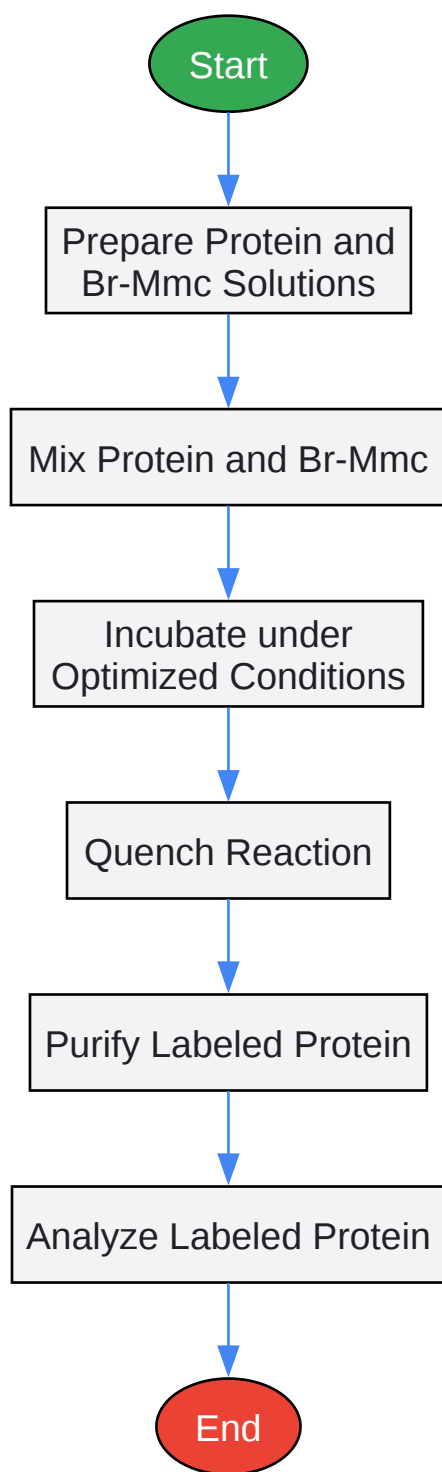 Start
Prepare Protein and
Br-Mmc Solutions
Mix Protein and Br-Mmc
Incubate under
Optimized Conditions
Quench Reaction
Purify Labeled Protein
Analyze Labeled Protein
End